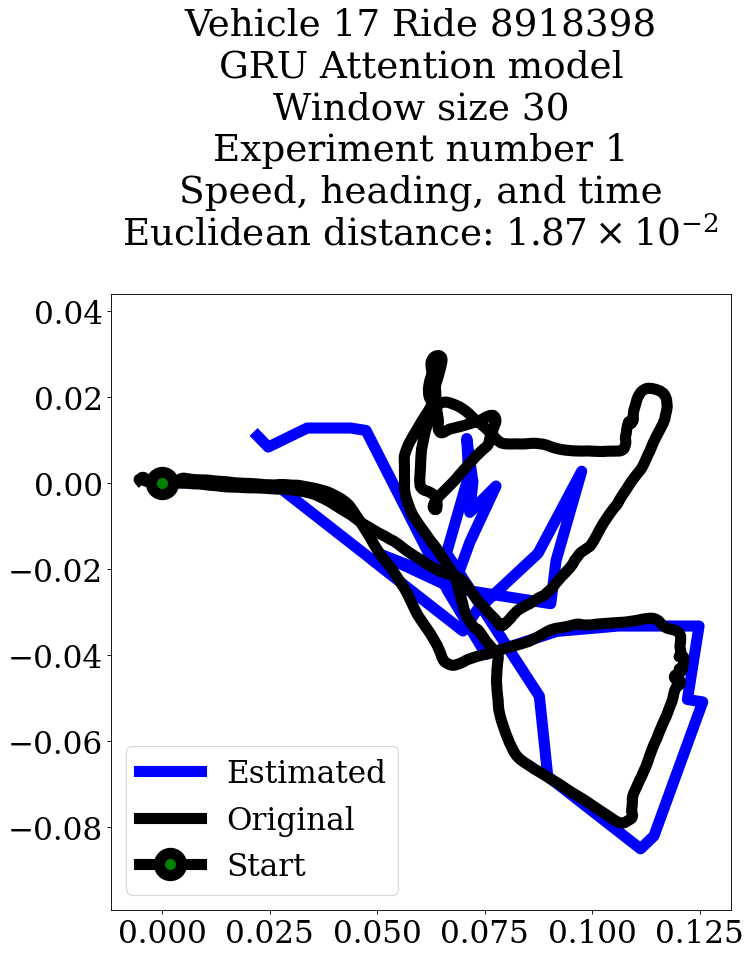 Vehicle 17 Ride 8918398
GRU Attention model
Window size 30
Experiment number 1
Speed, heading, and time
Euclidean distance: 1.87 × 10⁻²
0.04
0.02
0.00
−0.02
−0.04
−0.06
−0.08
Estimated
Original
Start
0.000 0.025 0.050 0.075 0.100 0.125